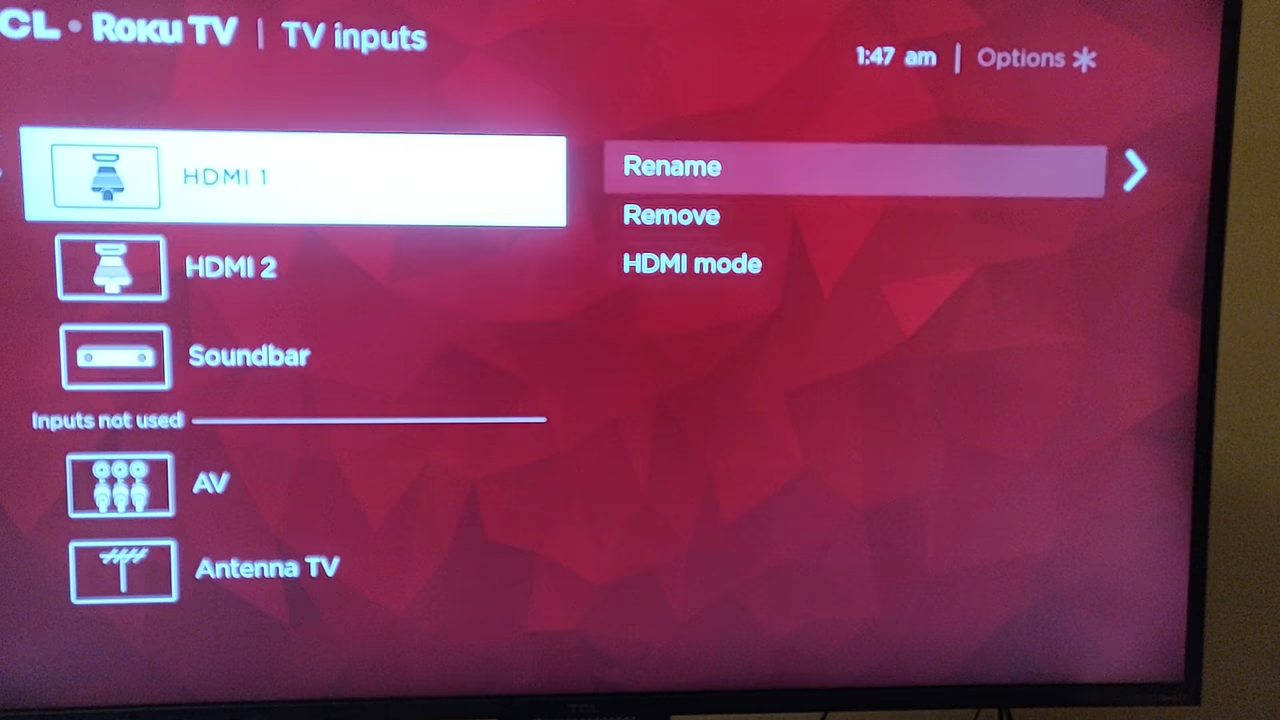 CL • Roku TV | TV inputs
1:47 am | Options
HDMI 1
HDMI 2
Soundbar
Inputs not used
AV
Antenna TV
Rename
Remove
HDMI mode
TCL